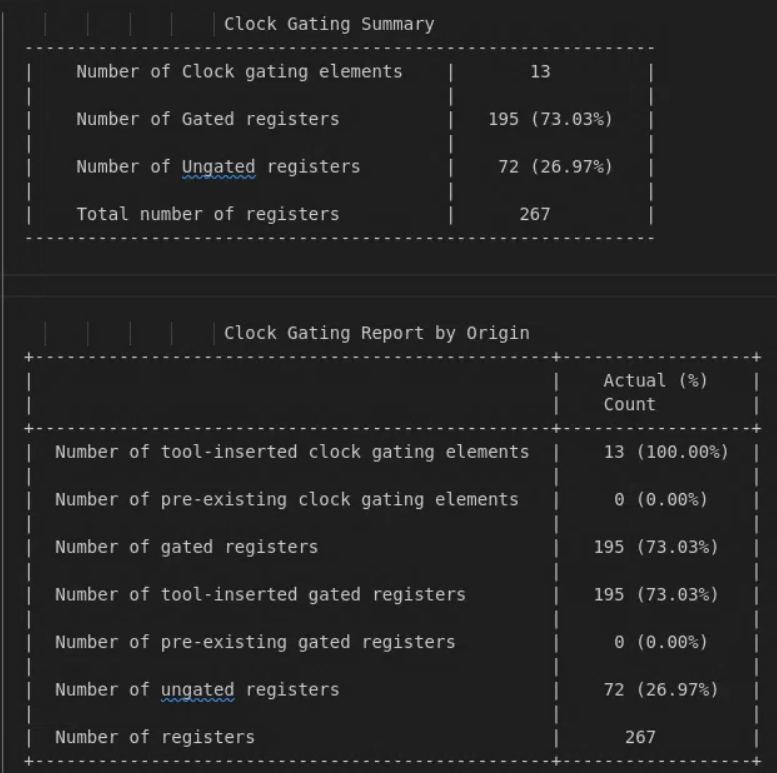 Clock Gating Summary
Number of Clock gating elements | 13
Number of Gated registers | 195 (73.03%)
Number of Ungated registers | 72 (26.97%)
Total number of registers | 267
Clock Gating Report by Origin
Actual (%)
Count
Number of tool-inserted clock gating elements | 13 (100.00%)
Number of pre-existing clock gating elements | 0 (0.00%)
Number of gated registers | 195 (73.03%)
Number of tool-inserted gated registers | 195 (73.03%)
Number of pre-existing gated registers | 0 (0.00%)
Number of ungated registers | 72 (26.97%)
Number of registers | 267